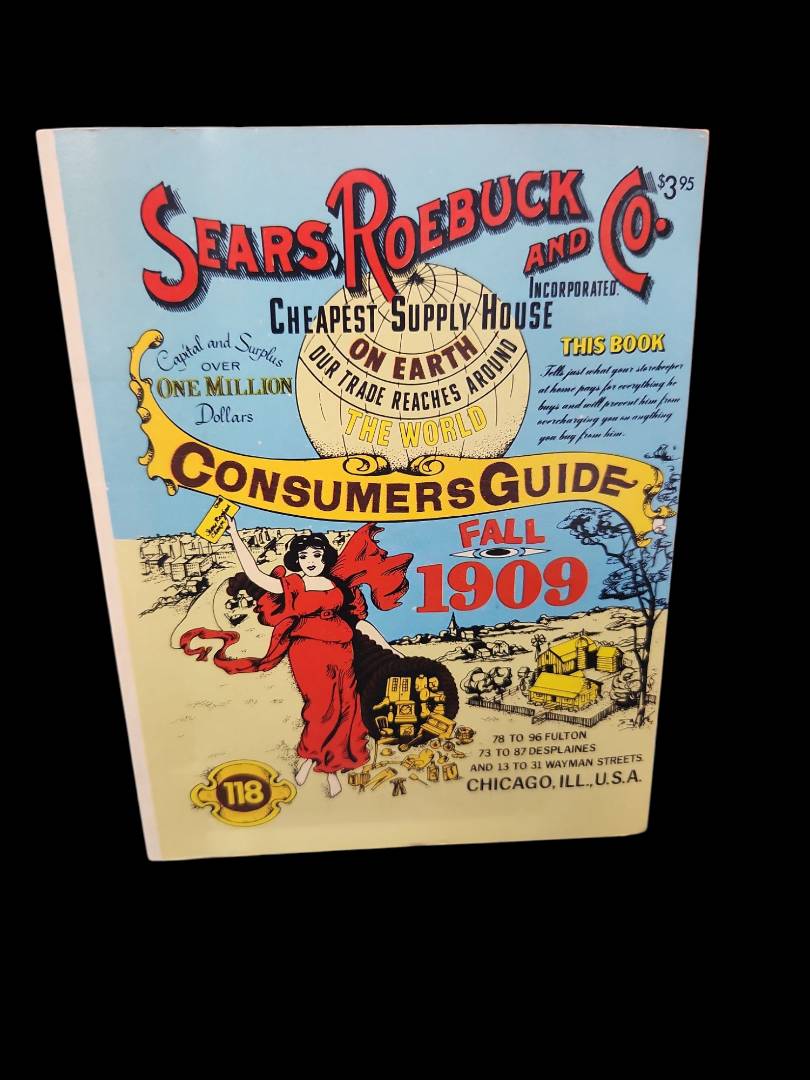 SEARS, ROEBUCK AND CO.
$3.95
INCORPORATED.
CHEAPEST SUPPLY HOUSE
ON EARTH
OUR TRADE REACHES AROUND
THE WORLD
Capital and Surplus
OVER
ONE MILLION
Dollars
THIS BOOK
Tells just what your storekeeper
at home pays for everything he
buys and will prevent him from
overcharging you on anything
you buy from him.
CONSUMERS GUIDE
FALL
1909
78 TO 96 FULTON
73 TO 87 DESPLAINES
AND 13 TO 31 WAYMAN STREETS.
CHICAGO, ILL., U.S.A.
118